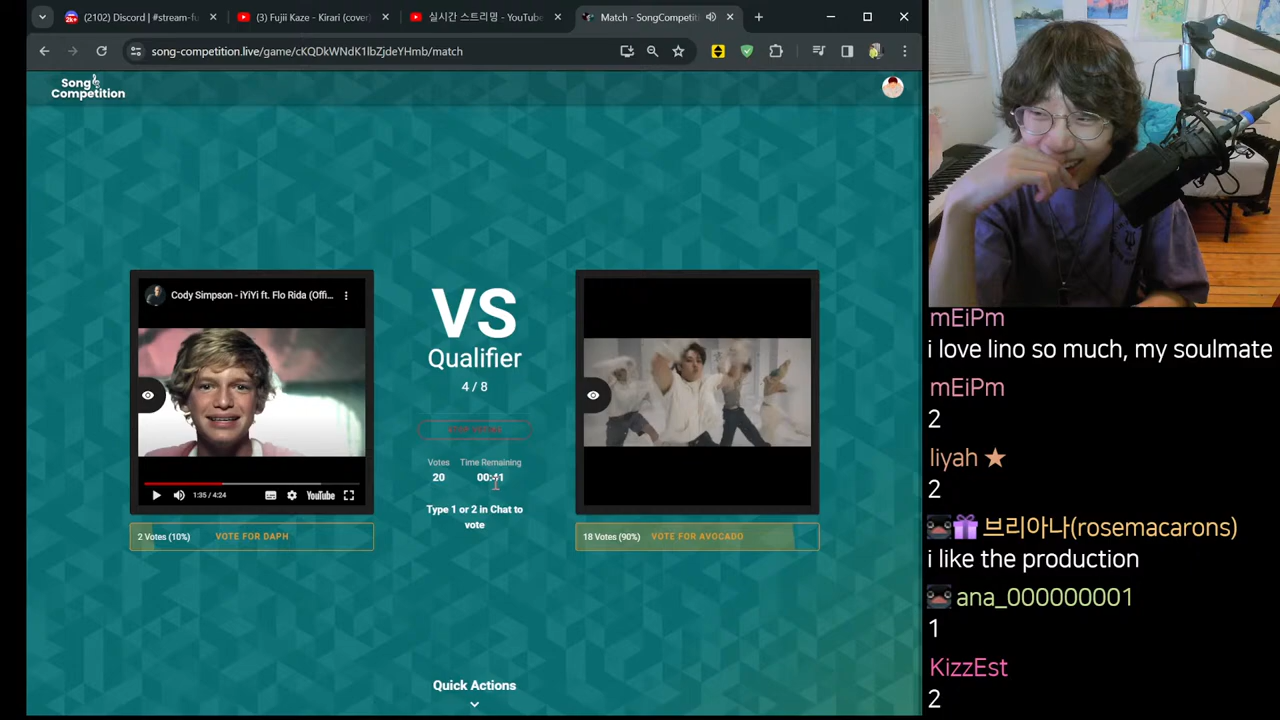 (2102) Discord | #stream-fu
(3) Fujii Kaze - Kirari (cover)
실시간 스트리밍 - YouTube
Match - SongCompetit
song-competition.live/game/cKQDkWNdK1lbZjdeYHmb/match
Song
Competition
Cody Simpson - iYiYi ft. Flo Rida (Offi...
1:35 / 4:24
YouTube
2 Votes (10%)
VOTE FOR DAPH
VS
Qualifier
4 / 8
Votes
Time Remaining
20
00:41
Type 1 or 2 in Chat to
vote
18 Votes (90%)
VOTE FOR AVOCADO
Quick Actions
mEiPm
i love lino so much, my soulmate
mEiPm
2
liyah ★
2
브리아나(rosemacarons)
i like the production
ana_000000001
1
KizzEst
2